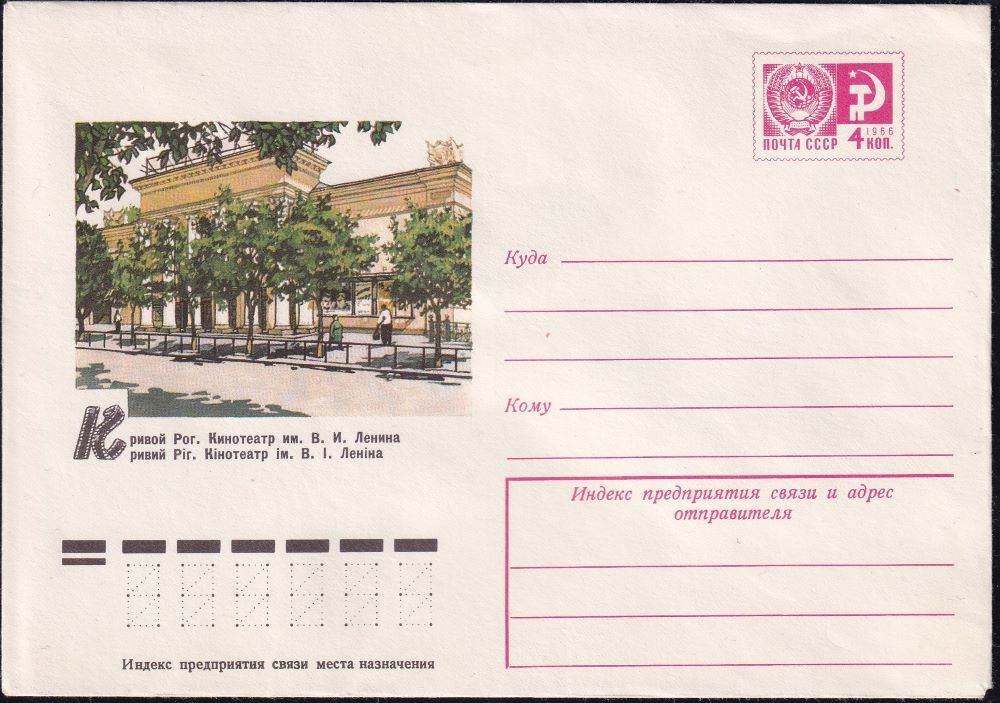 ПОЧТА СССР
1966
4 КОП.
Кривой Рог. Кинотеатр им. В. И. Ленина
Кривий Ріг. Кінотеатр ім. В. І. Леніна
Куда
Кому
Индекс предприятия связи и адрес
отправителя
Индекс предприятия связи места назначения